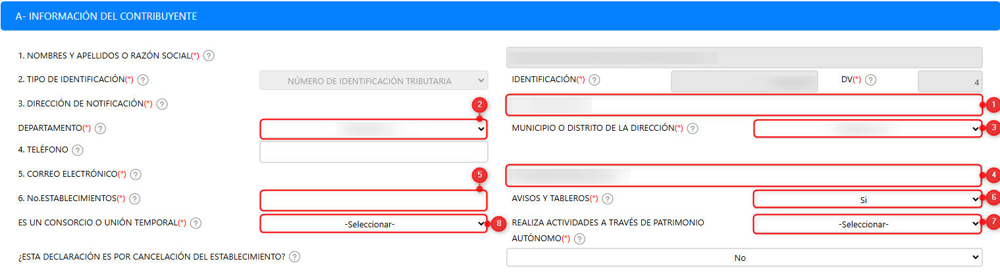 A- INFORMACIÓN DEL CONTRIBUYENTE
1. NOMBRES Y APELLIDOS O RAZÓN SOCIAL(*) ?
2. TIPO DE IDENTIFICACIÓN(*) ? NÚMERO DE IDENTIFICACIÓN TRIBUTARIA IDENTIFICACIÓN(*) ? DV(*) ? 4
3. DIRECCIÓN DE NOTIFICACIÓN(*) ? 2 1
DEPARTAMENTO(*) ? MUNICIPIO O DISTRITO DE LA DIRECCIÓN(*) ? 3
4. TELÉFONO ?
5. CORREO ELECTRÓNICO(*) ? 5 4
6. No.ESTABLECIMIENTOS(*) ? AVISOS Y TABLEROS(*) ? Si 6
ES UN CONSORCIO O UNIÓN TEMPORAL(*) ? -Seleccionar- 8 REALIZA ACTIVIDADES A TRAVÉS DE PATRIMONIO -Seleccionar- 7
AUTÓNOMO(*) ?
¿ESTA DECLARACIÓN ES POR CANCELACIÓN DEL ESTABLECIMIENTO? ? No